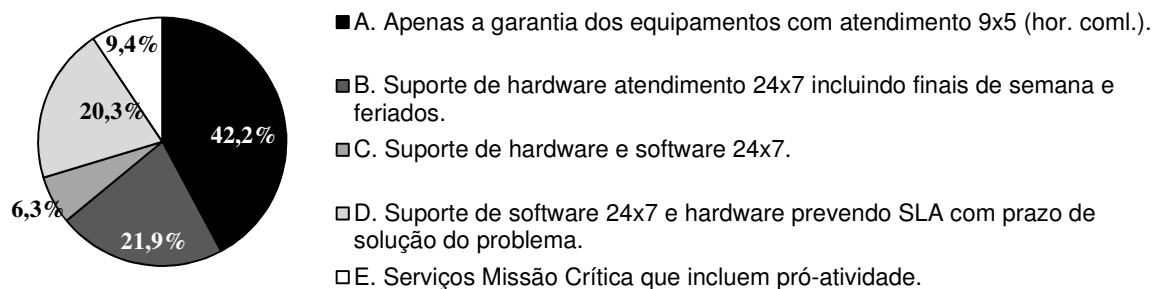 9,4%
20,3%
42,2%
6,3%
21,9%
A. Apenas a garantia dos equipamentos com atendimento 9x5 (hor. coml.).
B. Suporte de hardware atendimento 24x7 incluindo finais de semana e
feriados.
C. Suporte de hardware e software 24x7.
D. Suporte de software 24x7 e hardware prevendo SLA com prazo de
solução do problema.
E. Serviços Missão Crítica que incluem pró-atividade.